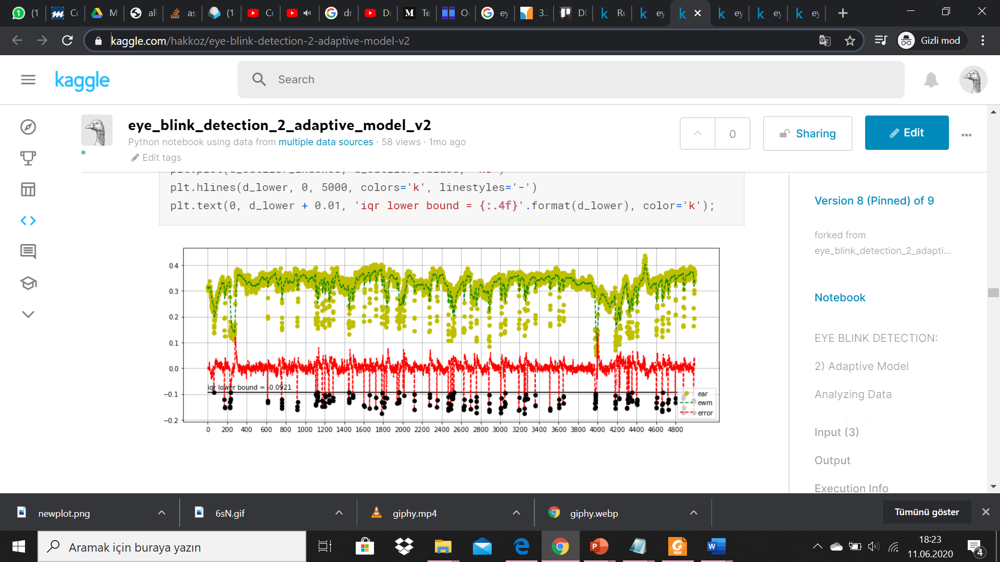 (1
Co
M
all
as
(1
Cu
dr
Di
M Te
O
ey
3.
Dl
k Ru
k ey
k
k ey
k ey
k ey
kaggle.com/hakkoz/eye-blink-detection-2-adaptive-model-v2
Gizli mod
kaggle
Search
eye_blink_detection_2_adaptive_model_v2
Python notebook using data from multiple data sources · 58 views · 1mo ago
Edit tags
0
Sharing
Edit
plt.hlines(d_lower, 0, 5000, colors='k', linestyles='-')
plt.text(0, d_lower + 0.01, 'iqr lower bound = {:.4f}'.format(d_lower), color='k');
Version 8 (Pinned) of 9
forked from
eye_blink_detection_2_adapti...
Notebook
EYE BLINK DETECTION:
2) Adaptive Model
Analyzing Data
Input (3)
Output
Execution Info
0.4
0.3
0.2
0.1
0.0
−0.1
−0.2
iqr lower bound = -0.0921
ear
ewm
error
0 200 400 600 800 1000 1200 1400 1600 1800 2000 2200 2400 2600 2800 3000 3200 3400 3600 3800 4000 4200 4400 4600 4800
newplot.png
6sN.gif
giphy.mp4
giphy.webp
Tümünü göster
Aramak için buraya yazın
18:23
11.06.2020
4